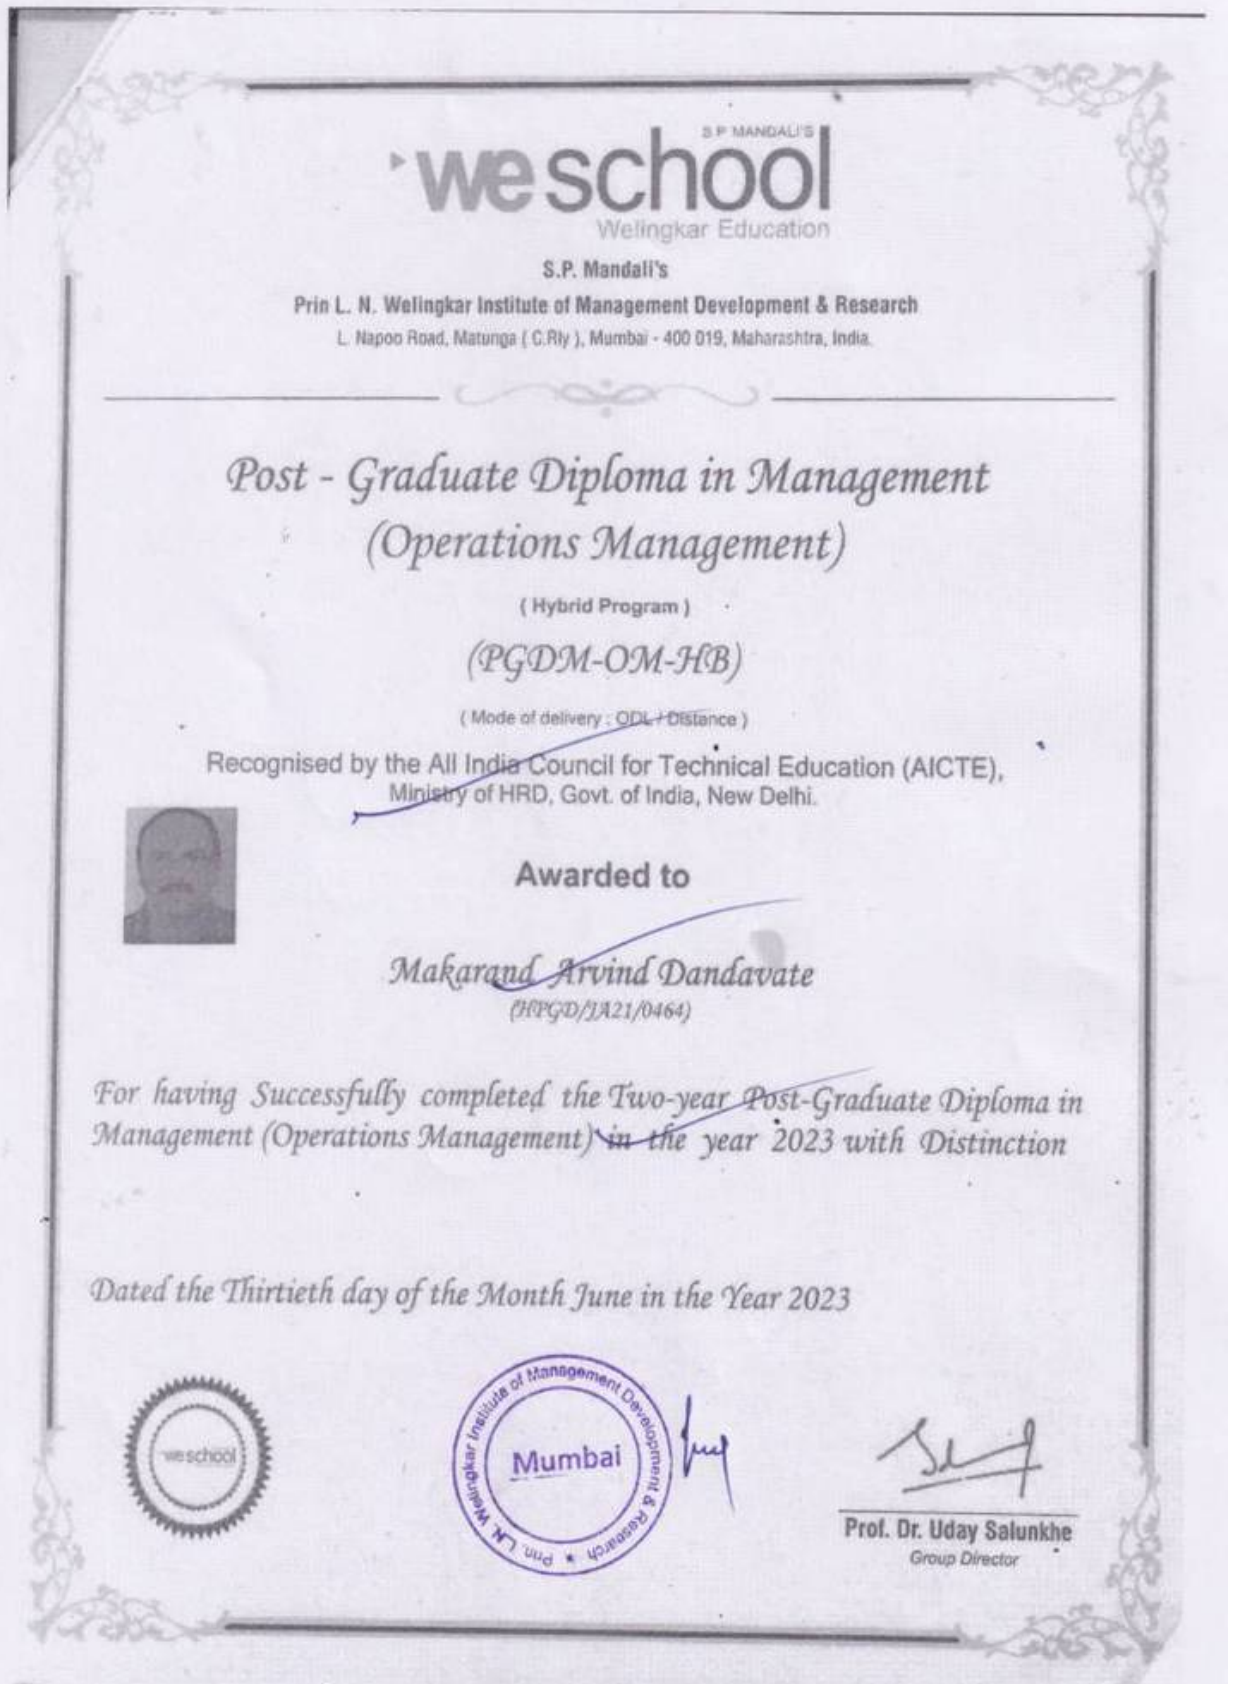 S P MANDALI'S
we school
Welingkar Education
S.P. Mandali's
Prin L. N. Welingkar Institute of Management Development & Research
L. Napoo Road, Matunga ( C.Rly ), Mumbai - 400 019, Maharashtra, India.
Post - Graduate Diploma in Management
(Operations Management)
( Hybrid Program )
(PGDM-OM-HB)
( Mode of delivery : ODL / Distance )
Recognised by the All India Council for Technical Education (AICTE),
Ministry of HRD, Govt. of India, New Delhi.
Awarded to
Makarand Arvind Dandavate
(HPGD/JA21/0464)
For having Successfully completed the Two-year Post-Graduate Diploma in
Management (Operations Management) in the year 2023 with Distinction
Dated the Thirtieth day of the Month June in the Year 2023
we school
Prin. L.N. Welingkar Institute of Management Development & Research
Mumbai
Prof. Dr. Uday Salunkhe
Group Director